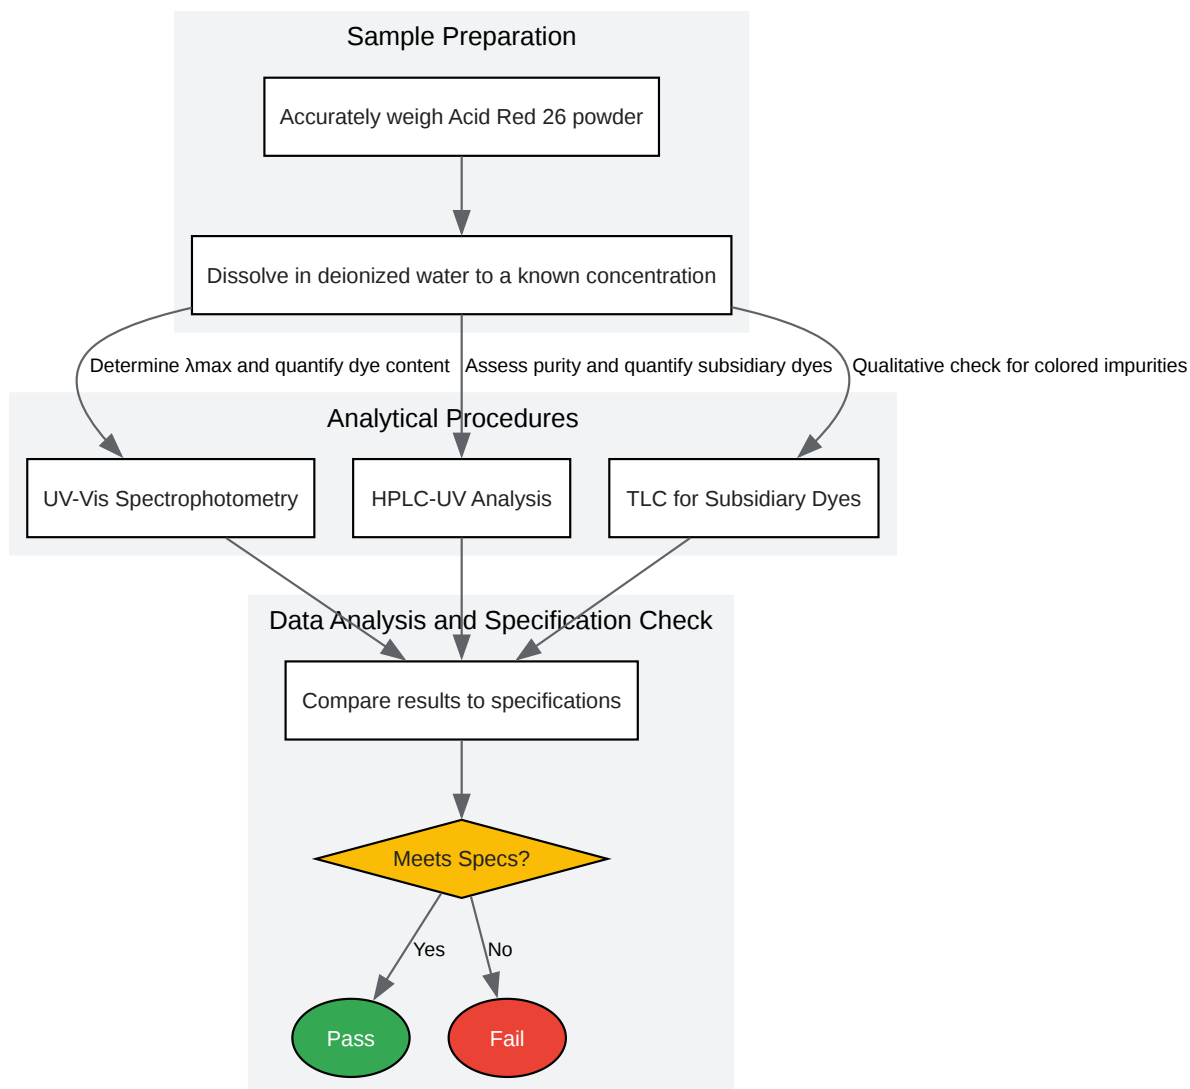 Sample Preparation
Accurately weigh Acid Red 26 powder
Dissolve in deionized water to a known concentration
Determine λmax and quantify dye content
Assess purity and quantify subsidiary dyes
Qualitative check for colored impurities
Analytical Procedures
UV-Vis Spectrophotometry
HPLC-UV Analysis
TLC for Subsidiary Dyes
Data Analysis and Specification Check
Compare results to specifications
Meets Specs?
Yes
No
Pass
Fail